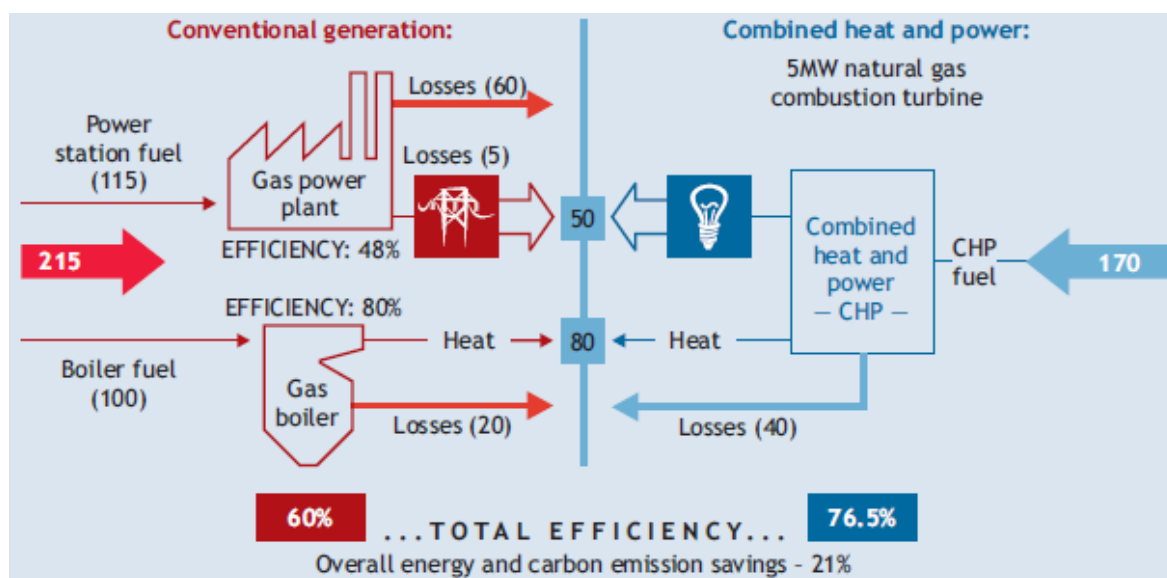 Conventional generation:
Losses (60)
Power
station fuel
(115)
Losses (5)
Gas power
plant
EFFICIENCY: 48%
215
EFFICIENCY: 80%
Heat
Boiler fuel
(100)
Gas
boiler
Losses (20)
50
80
Combined heat and power:
5MW natural gas
combustion turbine
Combined
heat and
power
— CHP —
CHP
fuel
170
Heat
Losses (40)
60%
...TOTAL EFFICIENCY...
76.5%
Overall energy and carbon emission savings – 21%